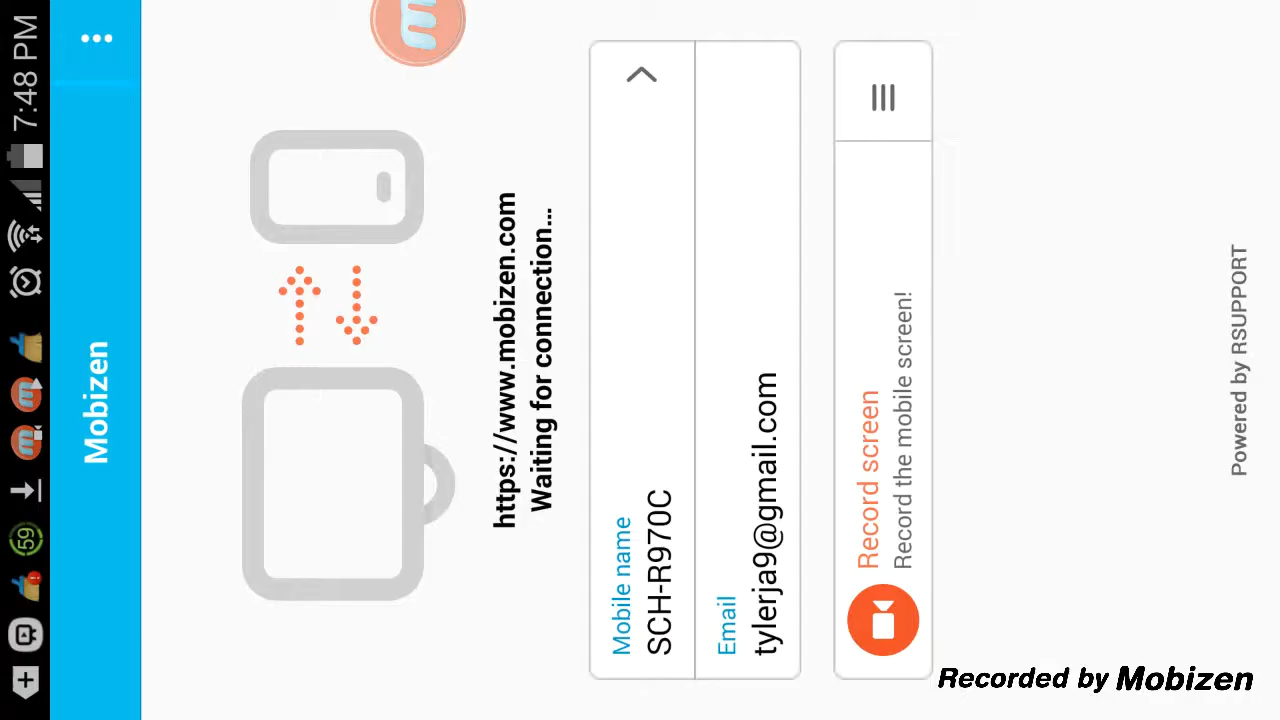 59
7:48 PM
Mobizen
https://www.mobizen.com
Waiting for connection...
Mobile name
SCH-R970C
Email
tylerja9@gmail.com
Record screen
Record the mobile screen!
Powered by RSUPPORT
Recorded by Mobizen